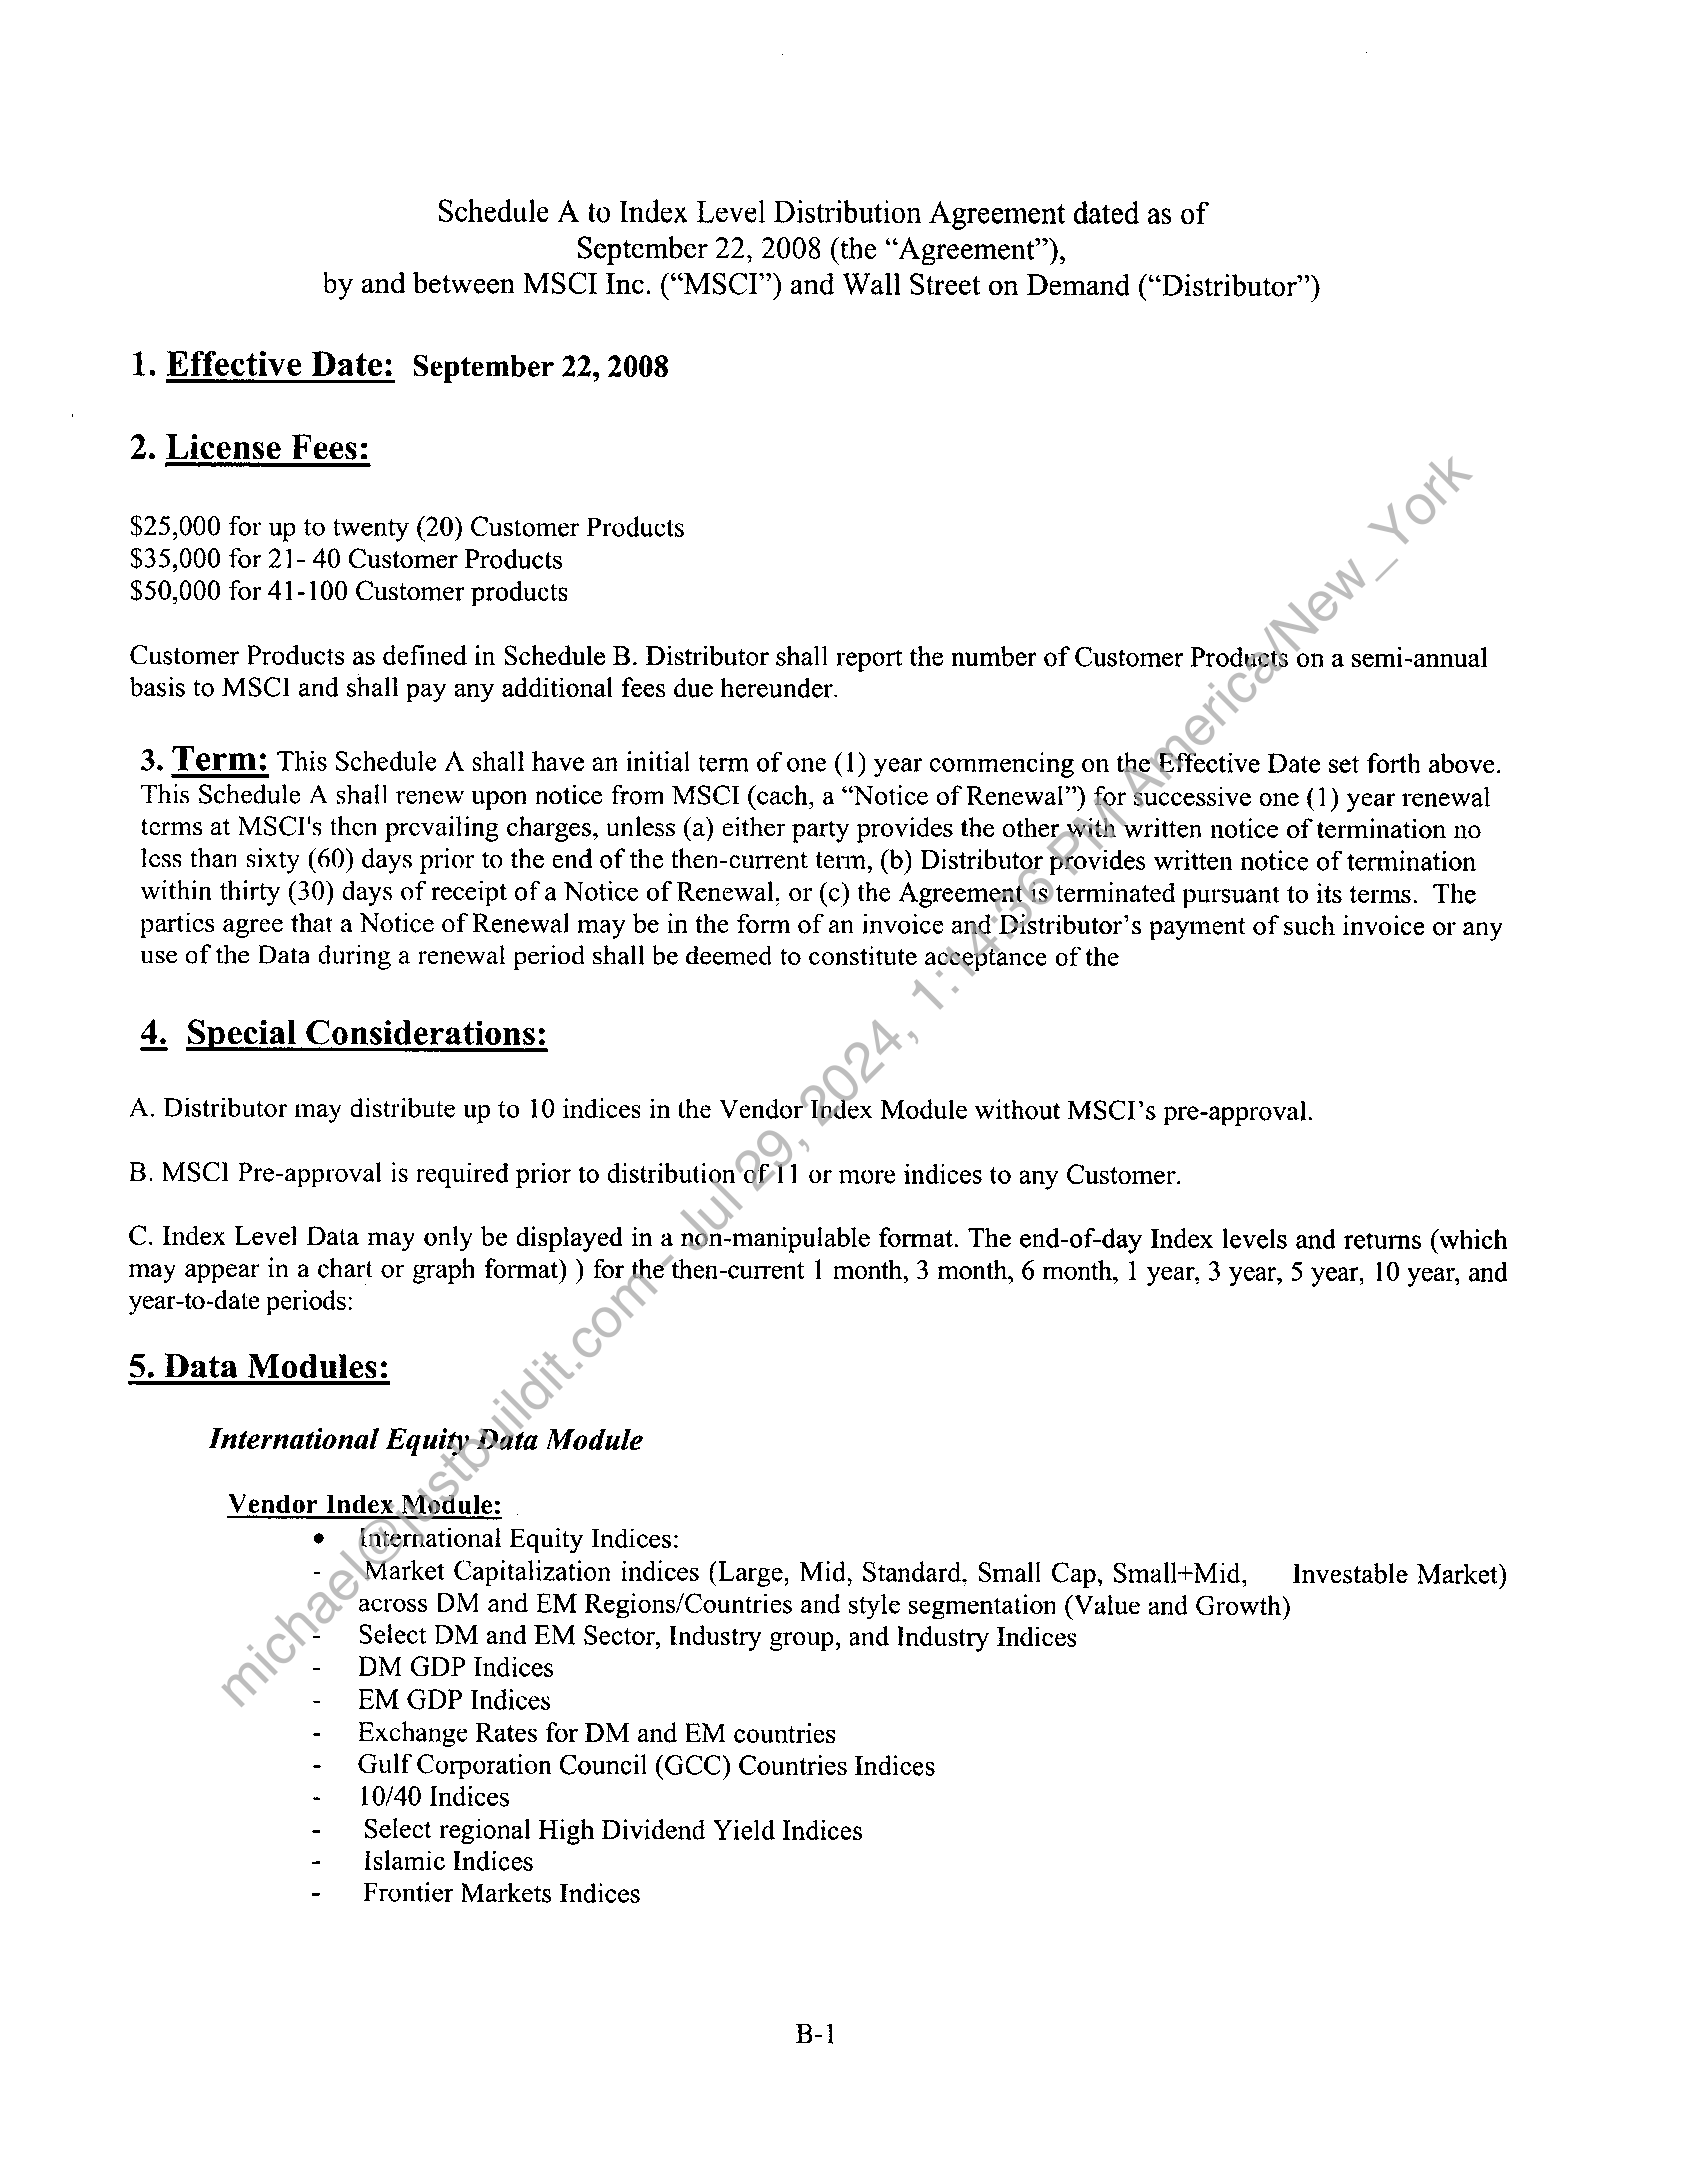 Schedule A to Index Level Distribution Agreement dated as of
September 22, 2008 (the “Agreement”),
by and between MSCI Inc. (“MSCI”) and Wall Street on Demand (“Distributor”)
1. Effective Date: September 22, 2008
2. License Fees:
$25,000 for up to twenty (20) Customer Products
$35,000 for 21- 40 Customer Products
$50,000 for 41-100 Customer products
Customer Products as defined in Schedule B. Distributor shall report the number of Customer Products on a semi-annual
basis to MSCI and shall pay any additional fees due hereunder.
3. Term: This Schedule A shall have an initial term of one (1) year commencing on the Effective Date set forth above.
This Schedule A shall renew upon notice from MSCI (each, a “Notice of Renewal”) for successive one (1) year renewal
terms at MSCI's then prevailing charges, unless (a) either party provides the other with written notice of termination no
less than sixty (60) days prior to the end of the then-current term, (b) Distributor provides written notice of termination
within thirty (30) days of receipt of a Notice of Renewal, or (c) the Agreement is terminated pursuant to its terms. The
parties agree that a Notice of Renewal may be in the form of an invoice and Distributor’s payment of such invoice or any
use of the Data during a renewal period shall be deemed to constitute acceptance of the
4. Special Considerations:
A. Distributor may distribute up to 10 indices in the Vendor Index Module without MSCI’s pre-approval.
B. MSCI Pre-approval is required prior to distribution of 11 or more indices to any Customer.
C. Index Level Data may only be displayed in a non-manipulable format. The end-of-day Index levels and returns (which
may appear in a chart or graph format) ) for the then-current 1 month, 3 month, 6 month, 1 year, 3 year, 5 year, 10 year, and
year-to-date periods:
5. Data Modules:
International Equity Data Module
Vendor Index Module:
• International Equity Indices:
- Market Capitalization indices (Large, Mid, Standard, Small Cap, Small+Mid, Investable Market)
across DM and EM Regions/Countries and style segmentation (Value and Growth)
- Select DM and EM Sector, Industry group, and Industry Indices
- DM GDP Indices
- EM GDP Indices
- Exchange Rates for DM and EM countries
- Gulf Corporation Council (GCC) Countries Indices
- 10/40 Indices
- Select regional High Dividend Yield Indices
- Islamic Indices
- Frontier Markets Indices
B-1
michael@justbuildit.com - Jul 29, 2024, 1:14:36 PM America/New_York